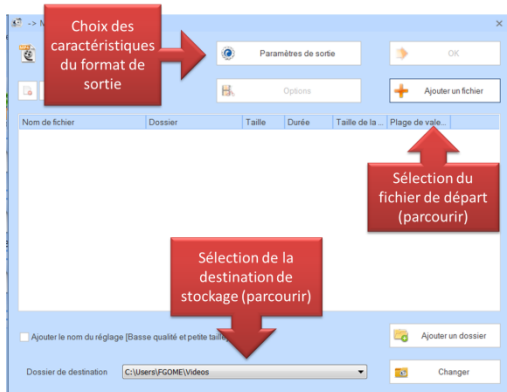 -> M
Choix des
caractéristiques
du format de
sortie
Paramètres de sortie
OK
Options
Ajouter un fichier
Nom de fichier Dossier Taille Durée Taille de la ... Plage de vale...
Sélection du
fichier de départ
(parcourir)
Sélection de la
destination de
stockage (parcourir)
Ajouter le nom du réglage [Basse qualité et petite taille
Ajouter un dossier
Dossier de destination C:\Users\FGOME\Videos Changer